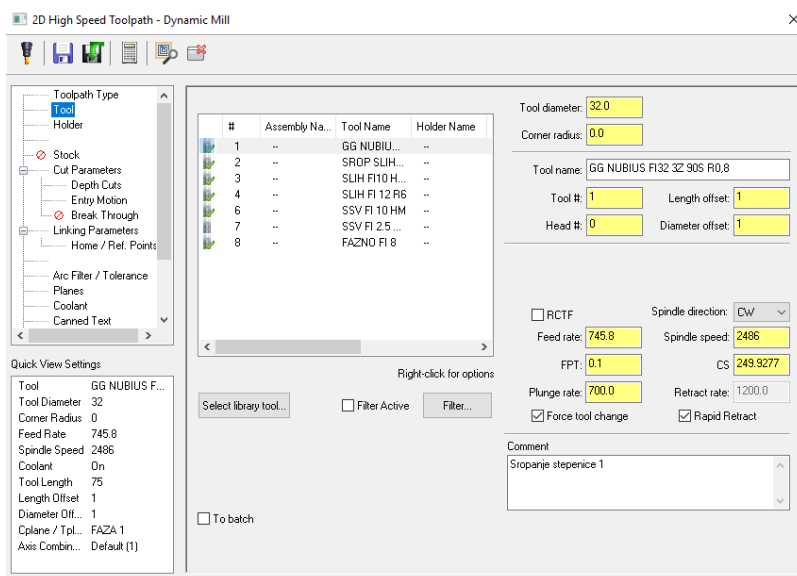 2D High Speed Toolpath - Dynamic Mill
Toolpath Type
Tool
Holder
Stock
Cut Parameters
Depth Cuts
Entry Motion
Break Through
Linking Parameters
Home / Ref. Points
Arc Filter / Tolerance
Planes
Coolant
Canned Text
Quick View Settings
Tool GG NUBIUS F...
Tool Diameter 32
Corner Radius 0
Feed Rate 745.8
Spindle Speed 2486
Coolant On
Tool Length 75
Length Offset 1
Diameter Off... 1
Cplane / Tpl... FAZA 1
Axis Combin... Default (1)
# Assembly Na... Tool Name Holder Name
1 -- GG NUBIU... --
2 -- SROP SLIH... --
3 -- SLIH FI10 H... --
4 -- SLIH FI 12 R6 --
6 -- SSV FI 10 HM --
7 -- SSV FI 2.5 ... --
8 -- FAZNO FI 8 --
Right-click for options
Select library tool...
Filter Active
Filter...
To batch
Tool diameter: 32.0
Corner radius: 0.0
Tool name: GG NUBIUS FI32 3Z 90S R0,8
Tool #: 1 Length offset: 1
Head #: 0 Diameter offset: 1
RCTF Spindle direction: CW
Feed rate: 745.8 Spindle speed: 2486
FPT: 0.1 CS 249.9277
Plunge rate: 700.0 Retract rate: 1200.0
Force tool change Rapid Retract
Comment
Sropanje stepenice 1